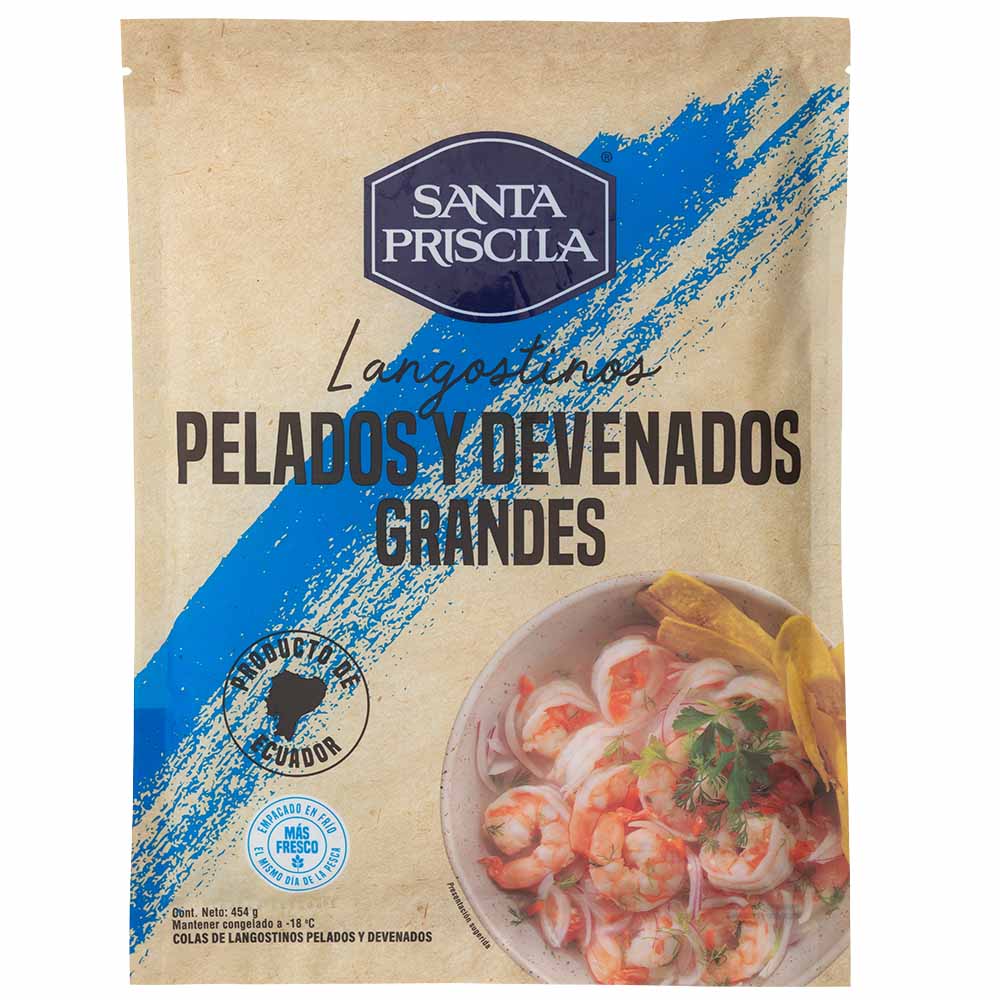 SANTA
PRISCILA
®
Langostinos
PELADOS Y DEVENADOS
GRANDES
PRODUCTO DE
ECUADOR
EMPACADO EN FRÍO
MÁS
FRESCO
EL MISMO DÍA DE LA PESCA
Cont. Neto: 454 g
Mantener congelado a -18 ºC
COLAS DE LANGOSTINOS PELADOS Y DEVENADOS
Presentación sugerida